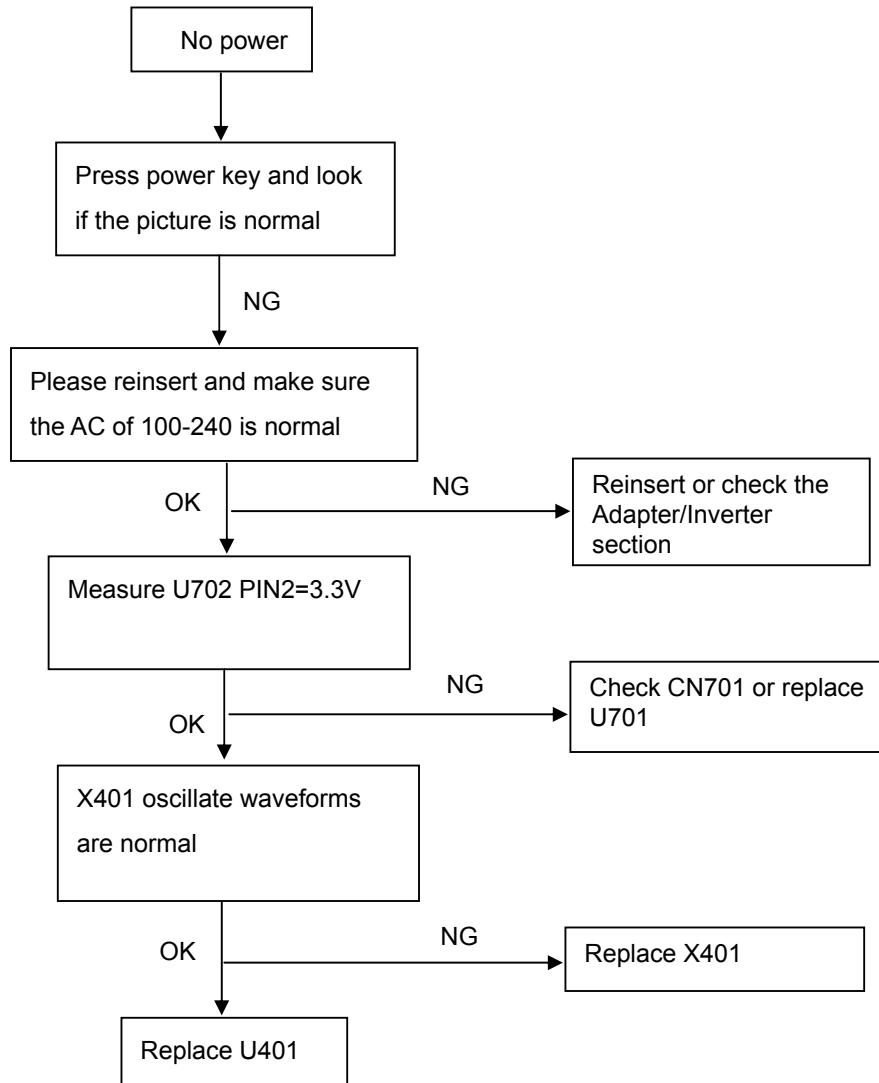 No power
Press power key and look
if the picture is normal
NG
Please reinsert and make sure
the AC of 100-240 is normal
NG
OK
Reinsert or check the
Adapter/Inverter
section
Measure U702 PIN2=3.3V
NG
OK
Check CN701 or replace
U701
X401 oscillate waveforms
are normal
OK
NG
Replace X401
Replace U401